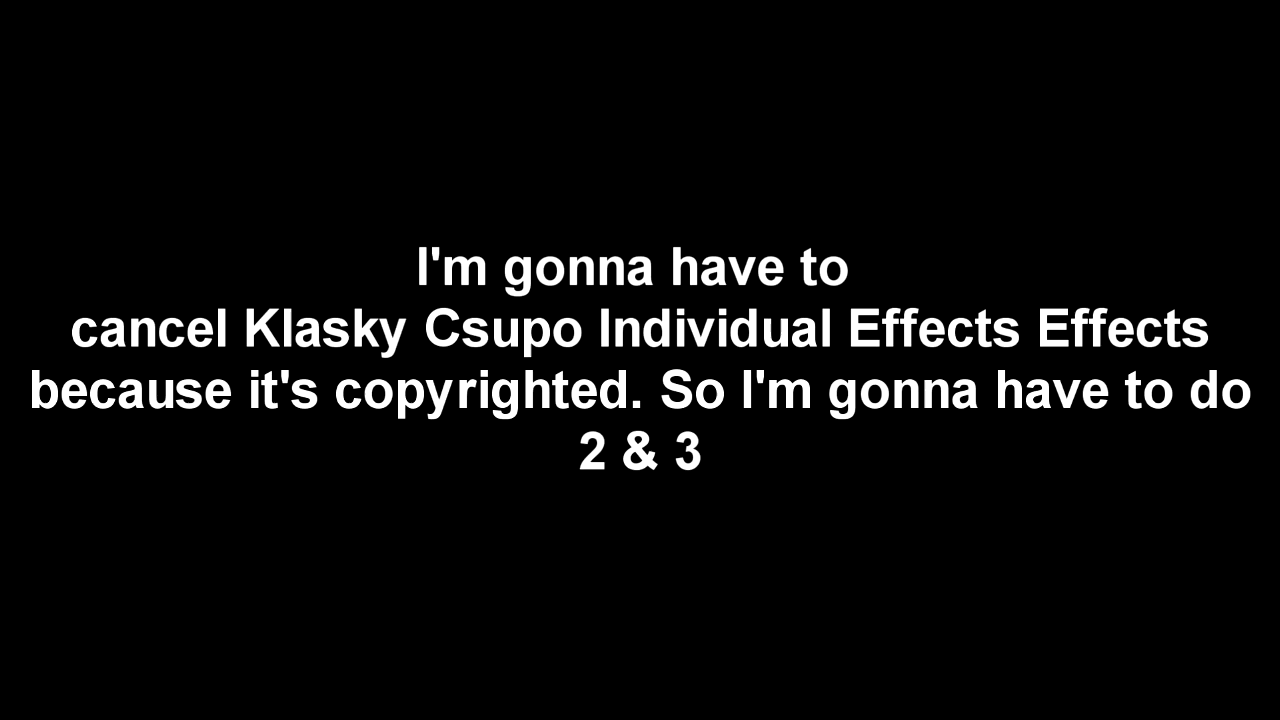 I'm gonna have to
cancel Klasky Csupo Individual Effects Effects
because it's copyrighted. So I'm gonna have to do
2 & 3